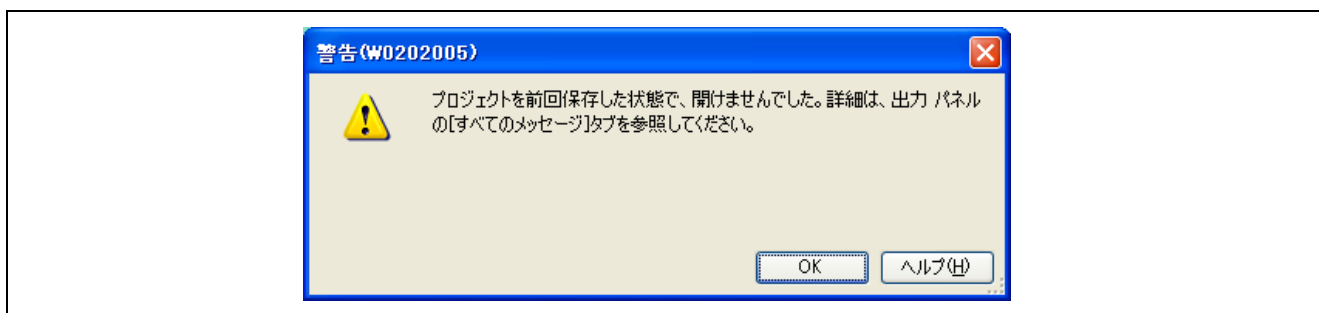 警告(W0202005)
プロジェクトを前回保存した状態で、開けませんでした。詳細は、出力 パネル
の[すべてのメッセージ]タブを参照してください。
OK
ヘルプ(H)